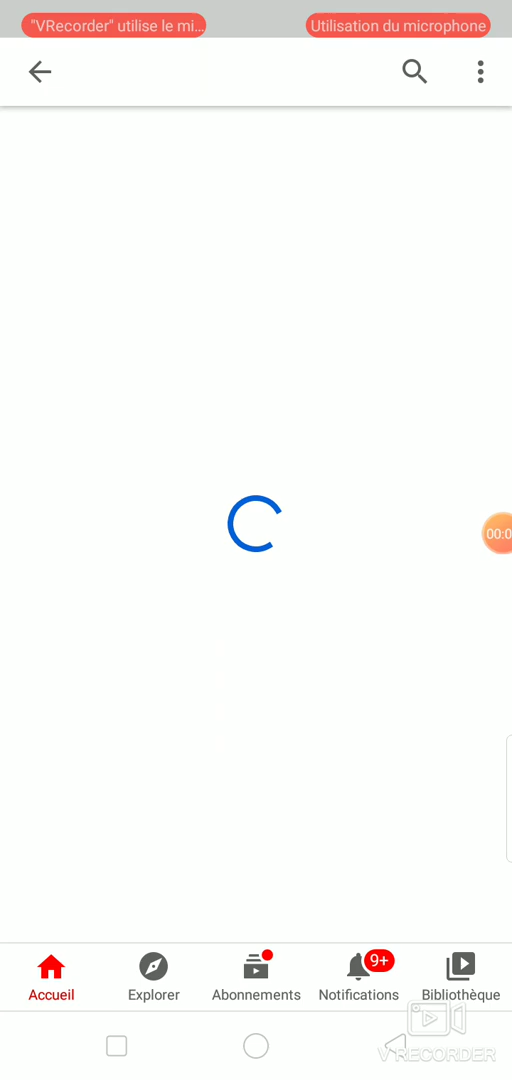 "VRecorder" utilise le mi...
Utilisation du microphone
00:0
9+
Accueil
Explorer
Abonnements
Notifications
Bibliothèque
VRECORDER